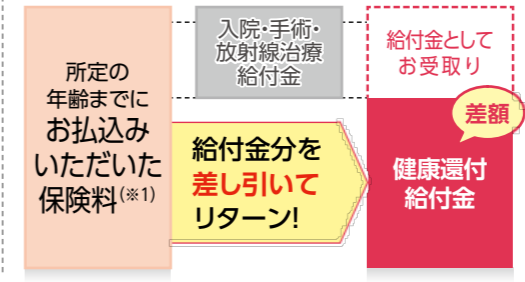 所定の
年齢までに
お払込み
いただいた
保険料(※1)
入院・手術・
放射線治療
給付金
給付金分を
差し引いて
リターン!
給付金として
お受取り
差額
健康還付
給付金